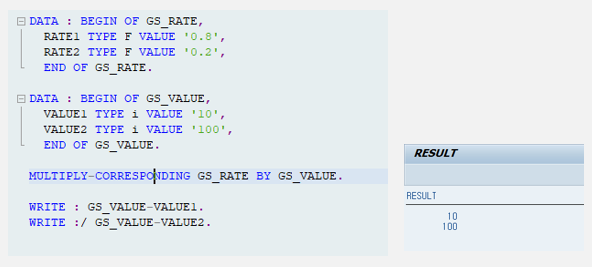 DATA : BEGIN OF GS_RATE,
RATE1 TYPE F VALUE '0.8',
RATE2 TYPE F VALUE '0.2',
END OF GS_RATE.
DATA : BEGIN OF GS_VALUE,
VALUE1 TYPE i VALUE '10',
VALUE2 TYPE i VALUE '100',
END OF GS_VALUE.
MULTIPLY-CORRESPONDING GS_RATE BY GS_VALUE.
WRITE : GS_VALUE-VALUE1.
WRITE :/ GS_VALUE-VALUE2.
RESULT
RESULT
10
100